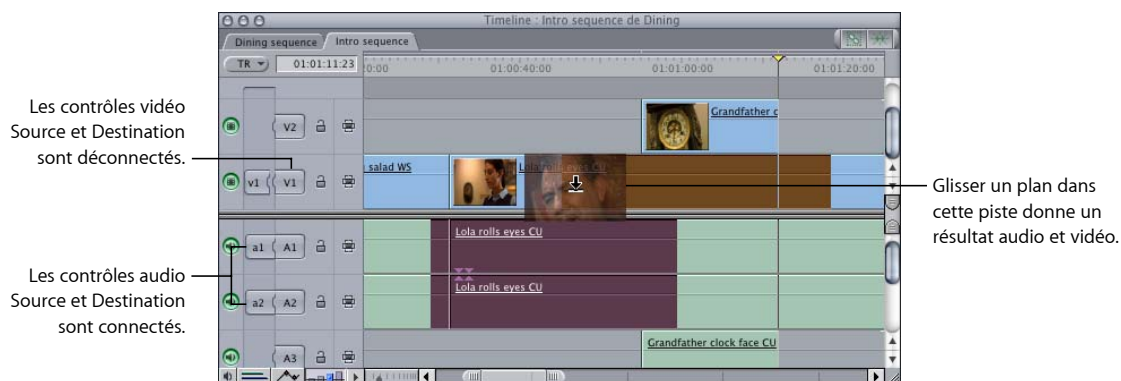 Timeline : Intro sequence de Dining
Dining sequence
Intro sequence
TR
01:01:11:23
20:00
01:00:40:00
01:01:00:00
01:01:20:00
Les contrôles vidéo
Source et Destination
sont déconnectés.
V2
Grandfather c
v1
V1
salad WS
Lola rolls eyes CU
Glisser un plan dans
cette piste donne un
résultat audio et vidéo.
a1
A1
Lola rolls eyes CU
Les contrôles audio
Source et Destination
sont connectés.
a2
A2
Lola rolls eyes CU
A3
Grandfather clock face CU